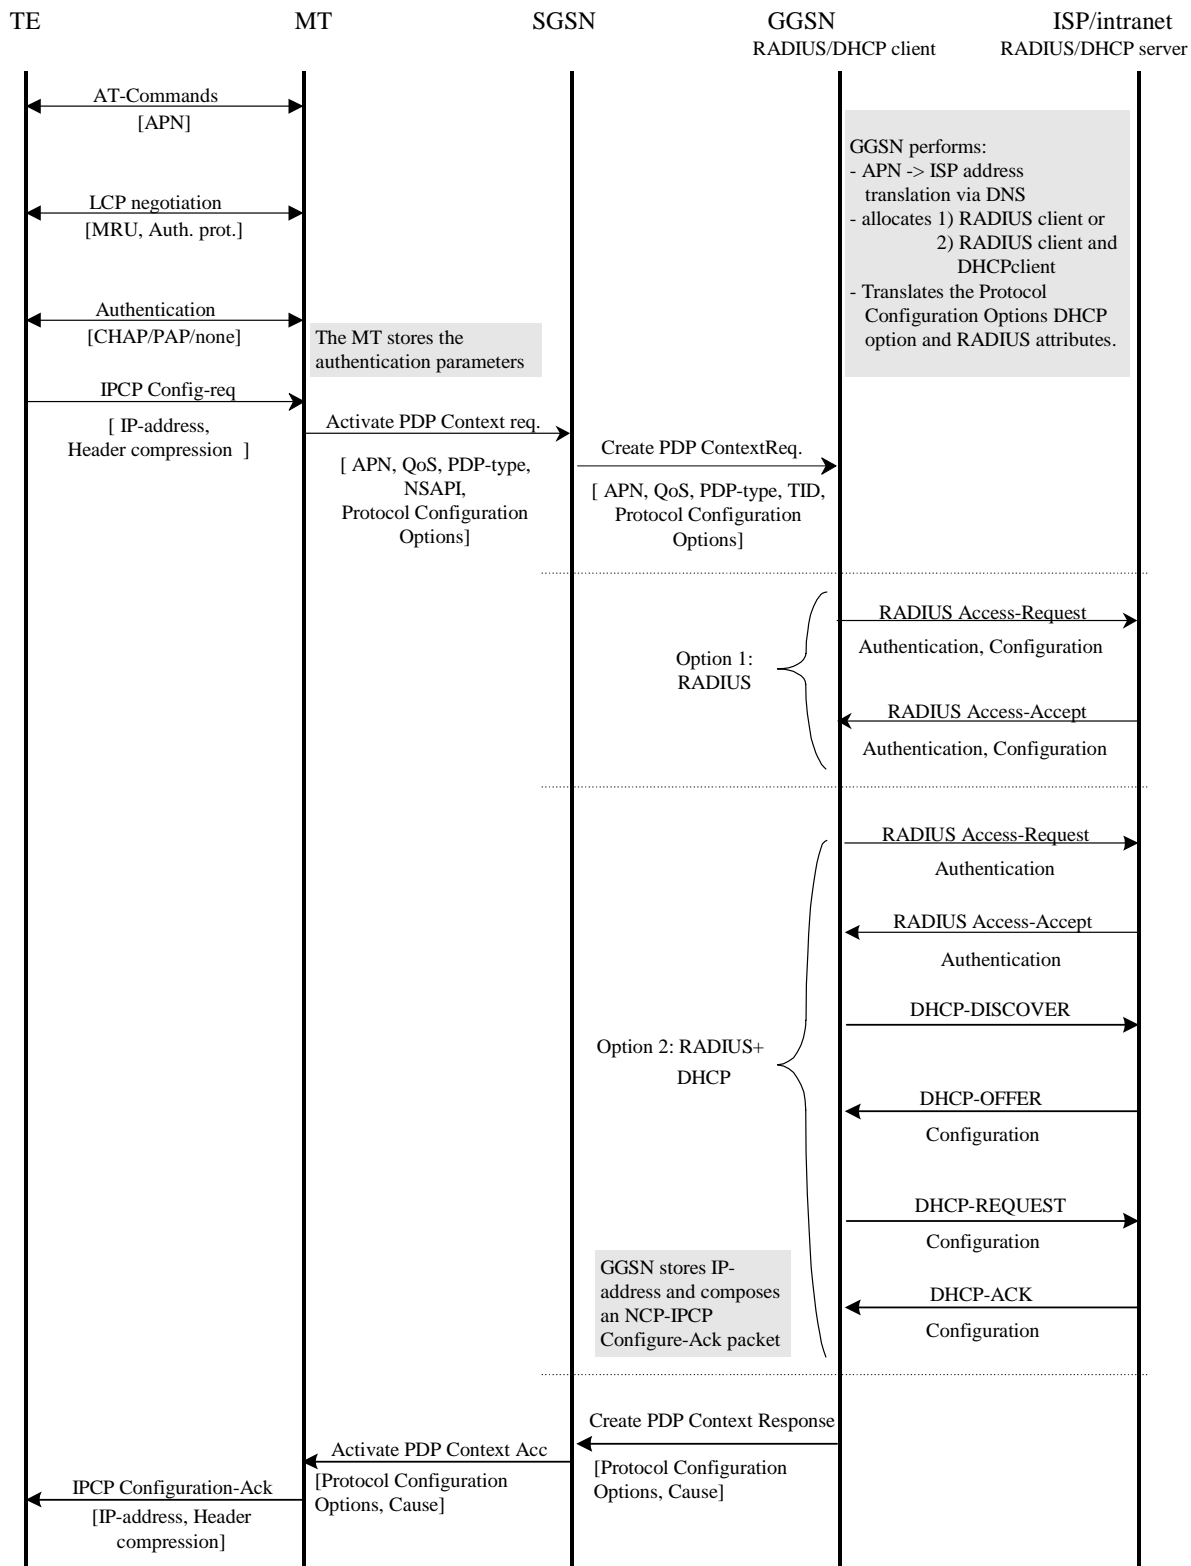 TE
MT
SGSN
GGSN
ISP/intranet
RADIUS/DHCP client
RADIUS/DHCP server
AT-Commands
[APN]
GGSN performs:
- APN -> ISP address
translation via DNS
- allocates 1) RADIUS client or
2) RADIUS client and
DHCPclient
- Translates the Protocol
Configuration Options DHCP
option and RADIUS attributes.
LCP negotiation
[MRU, Auth. prot.]
Authentication
[CHAP/PAP/none]
The MT stores the
authentication parameters
IPCP Config-req
[ IP-address,
Header compression ]
Activate PDP Context req.
[ APN, QoS, PDP-type,
NSAPI,
Protocol Configuration
Options]
Create PDP ContextReq.
[ APN, QoS, PDP-type, TID,
Protocol Configuration
Options]
Option 1:
RADIUS
RADIUS Access-Request
Authentication, Configuration
RADIUS Access-Accept
Authentication, Configuration
Option 2: RADIUS+
DHCP
RADIUS Access-Request
Authentication
RADIUS Access-Accept
Authentication
DHCP-DISCOVER
DHCP-OFFER
Configuration
DHCP-REQUEST
Configuration
DHCP-ACK
Configuration
GGSN stores IP-
address and composes
an NCP-IPCP
Configure-Ack packet
Create PDP Context Response
[Protocol Configuration
Options, Cause]
Activate PDP Context Acc
[Protocol Configuration
Options, Cause]
IPCP Configuration-Ack
[IP-address, Header
compression]